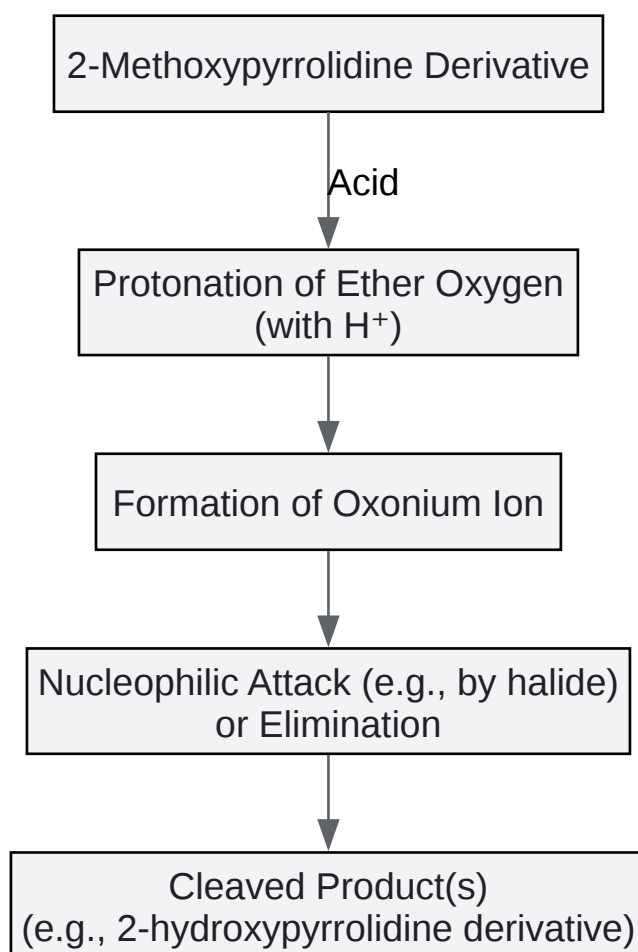 2-Methoxypyrrolidine Derivative
Acid
Protonation of Ether Oxygen
(with H⁺)
Formation of Oxonium Ion
Nucleophilic Attack (e.g., by halide)
or Elimination
Cleaved Product(s)
(e.g., 2-hydroxypyrrolidine derivative)